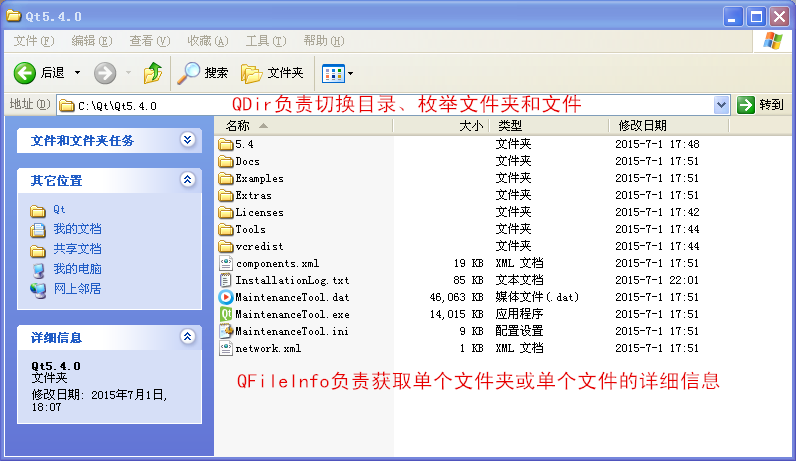 Qt5.4.0
文件(F) 编辑(E) 查看(V) 收藏(A) 工具(T) 帮助(H)
后退 搜索 文件夹
地址(D) C:\Qt\Qt5.4.0 QDir负责切换目录、枚举文件夹和文件 转到
文件和文件夹任务
其它位置
Qt
我的文档
共享文档
我的电脑
网上邻居
详细信息
Qt5.4.0
文件夹
修改日期: 2015年7月1日,
18:07
名称 大小 类型 修改日期
5.4 文件夹 2015-7-1 17:48
Docs 文件夹 2015-7-1 17:51
Examples 文件夹 2015-7-1 17:51
Extras 文件夹 2015-7-1 17:51
Licenses 文件夹 2015-7-1 17:42
Tools 文件夹 2015-7-1 17:44
vcredist 文件夹 2015-7-1 17:44
components.xml 19 KB XML 文档 2015-7-1 17:51
InstallationLog.txt 85 KB 文本文档 2015-7-1 22:01
MaintenanceTool.dat 46,063 KB 媒体文件(.dat) 2015-7-1 17:51
MaintenanceTool.exe 14,015 KB 应用程序 2015-7-1 17:51
MaintenanceTool.ini 9 KB 配置设置 2015-7-1 17:51
network.xml 1 KB XML 文档 2015-7-1 17:51
QFileInfo负责获取单个文件夹或单个文件的详细信息